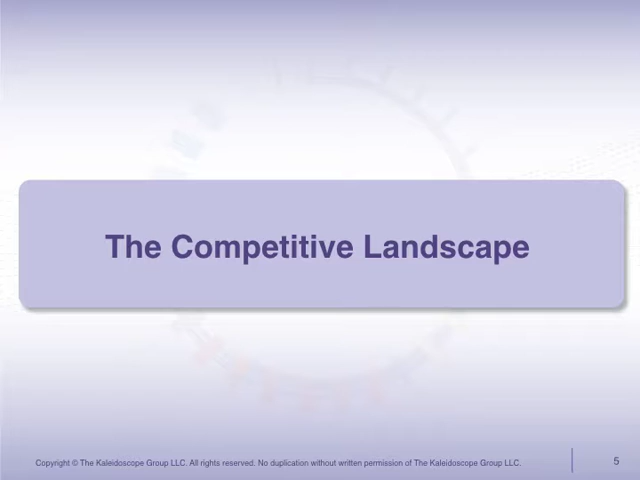 The Competitive Landscape
Copyright © The Kaleidoscope Group LLC. All rights reserved. No duplication without written permission of The Kaleidoscope Group LLC.
5